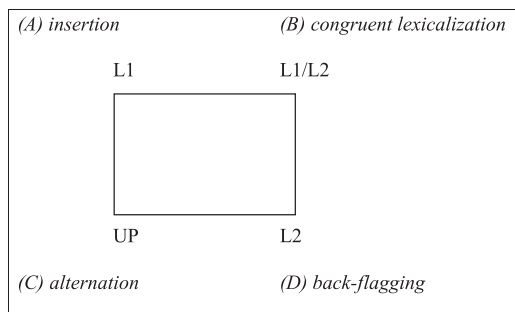 (A) insertion (B) congruent lexicalization
L1 L1/L2
UP L2
(C) alternation (D) back-flagging